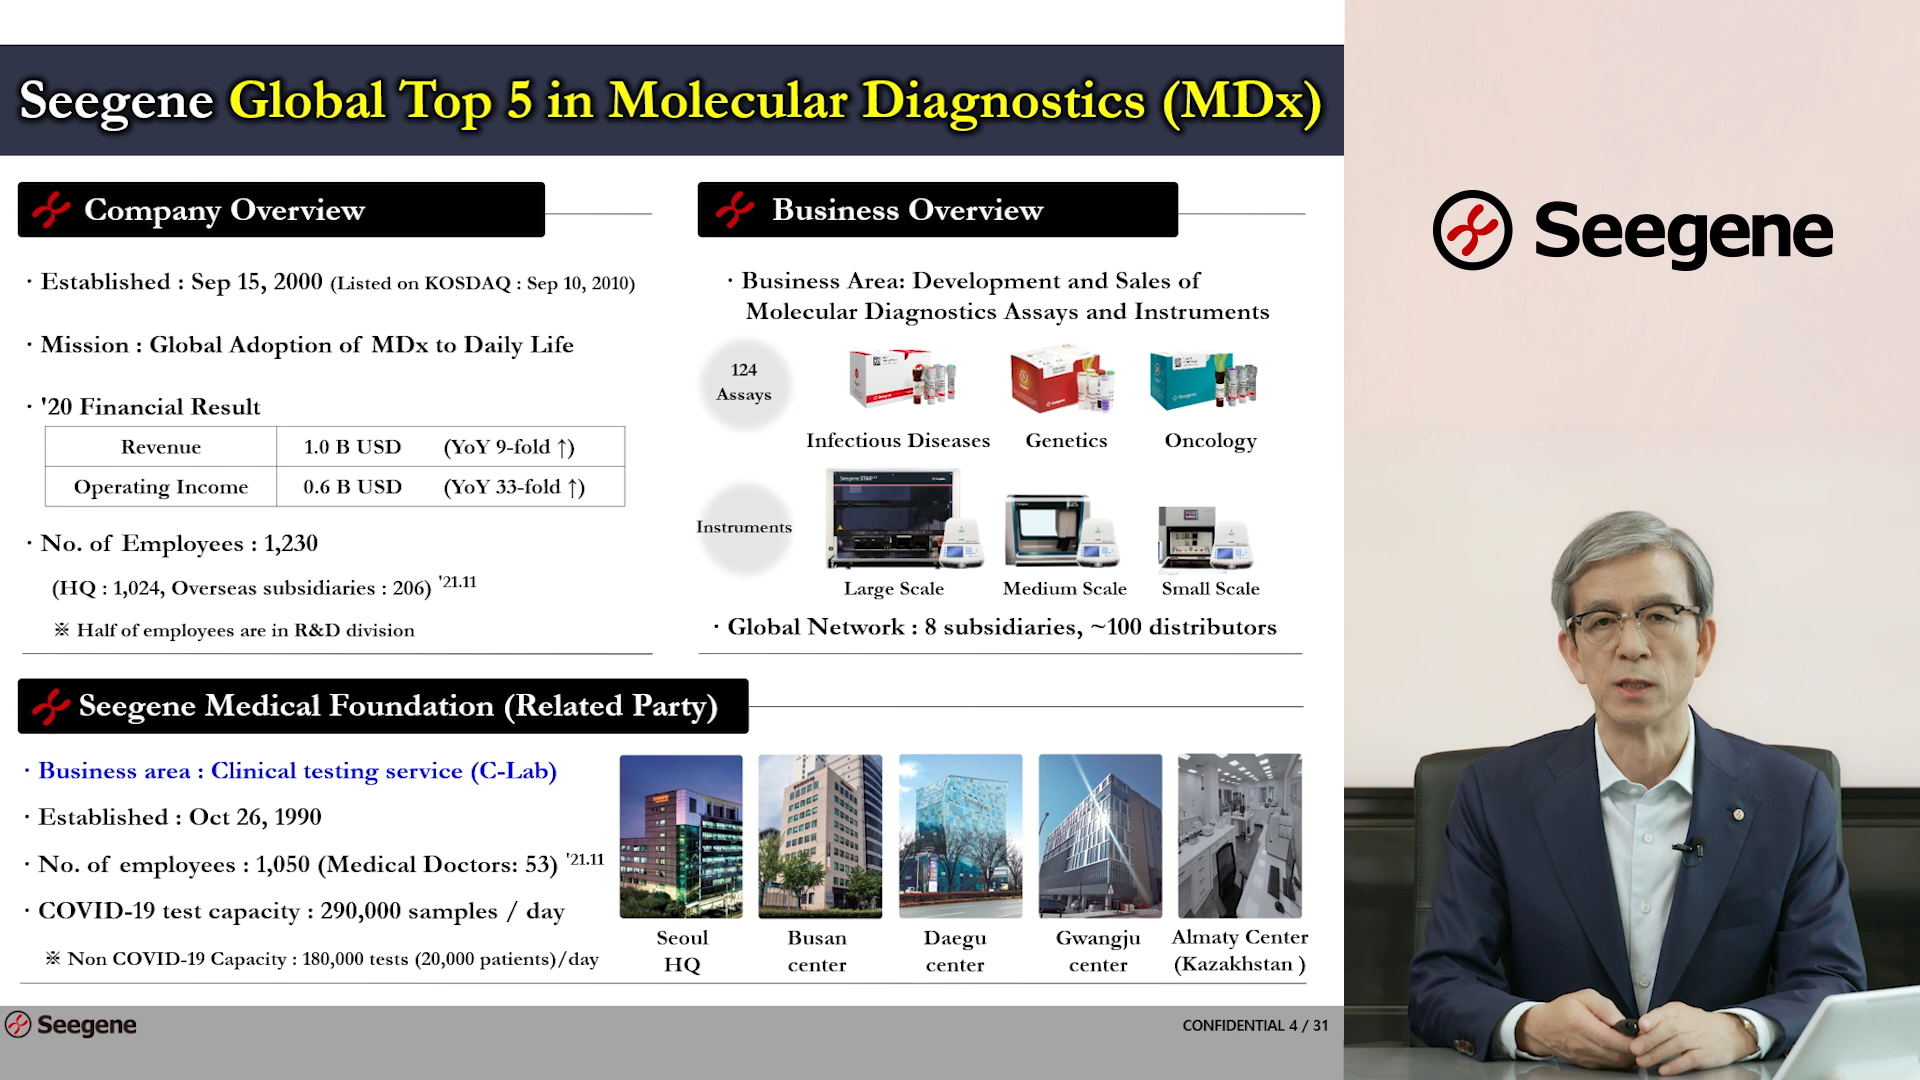 Seegene Global Top 5 in Molecular Diagnostics (MDx)
Company Overview
· Established : Sep 15, 2000 (Listed on KOSDAQ : Sep 10, 2010)
· Mission : Global Adoption of MDx to Daily Life
· '20 Financial Result
Revenue 1.0 B USD (YoY 9-fold ↑)
Operating Income 0.6 B USD (YoY 33-fold ↑)
· No. of Employees : 1,230
(HQ : 1,024, Overseas subsidiaries : 206) '21.11
※ Half of employees are in R&D division
Business Overview
· Business Area: Development and Sales of
Molecular Diagnostics Assays and Instruments
124
Assays
Infectious Diseases Genetics Oncology
Instruments
Large Scale Medium Scale Small Scale
· Global Network : 8 subsidiaries, ~100 distributors
Seegene Medical Foundation (Related Party)
· Business area : Clinical testing service (C-Lab)
· Established : Oct 26, 1990
· No. of employees : 1,050 (Medical Doctors: 53) '21.11
· COVID-19 test capacity : 290,000 samples / day
※ Non COVID-19 Capacity : 180,000 tests (20,000 patients)/day
Seoul
HQ
Busan
center
Daegu
center
Gwangju
center
Almaty Center
(Kazakhstan )
Seegene
CONFIDENTIAL 4 / 31
Seegene